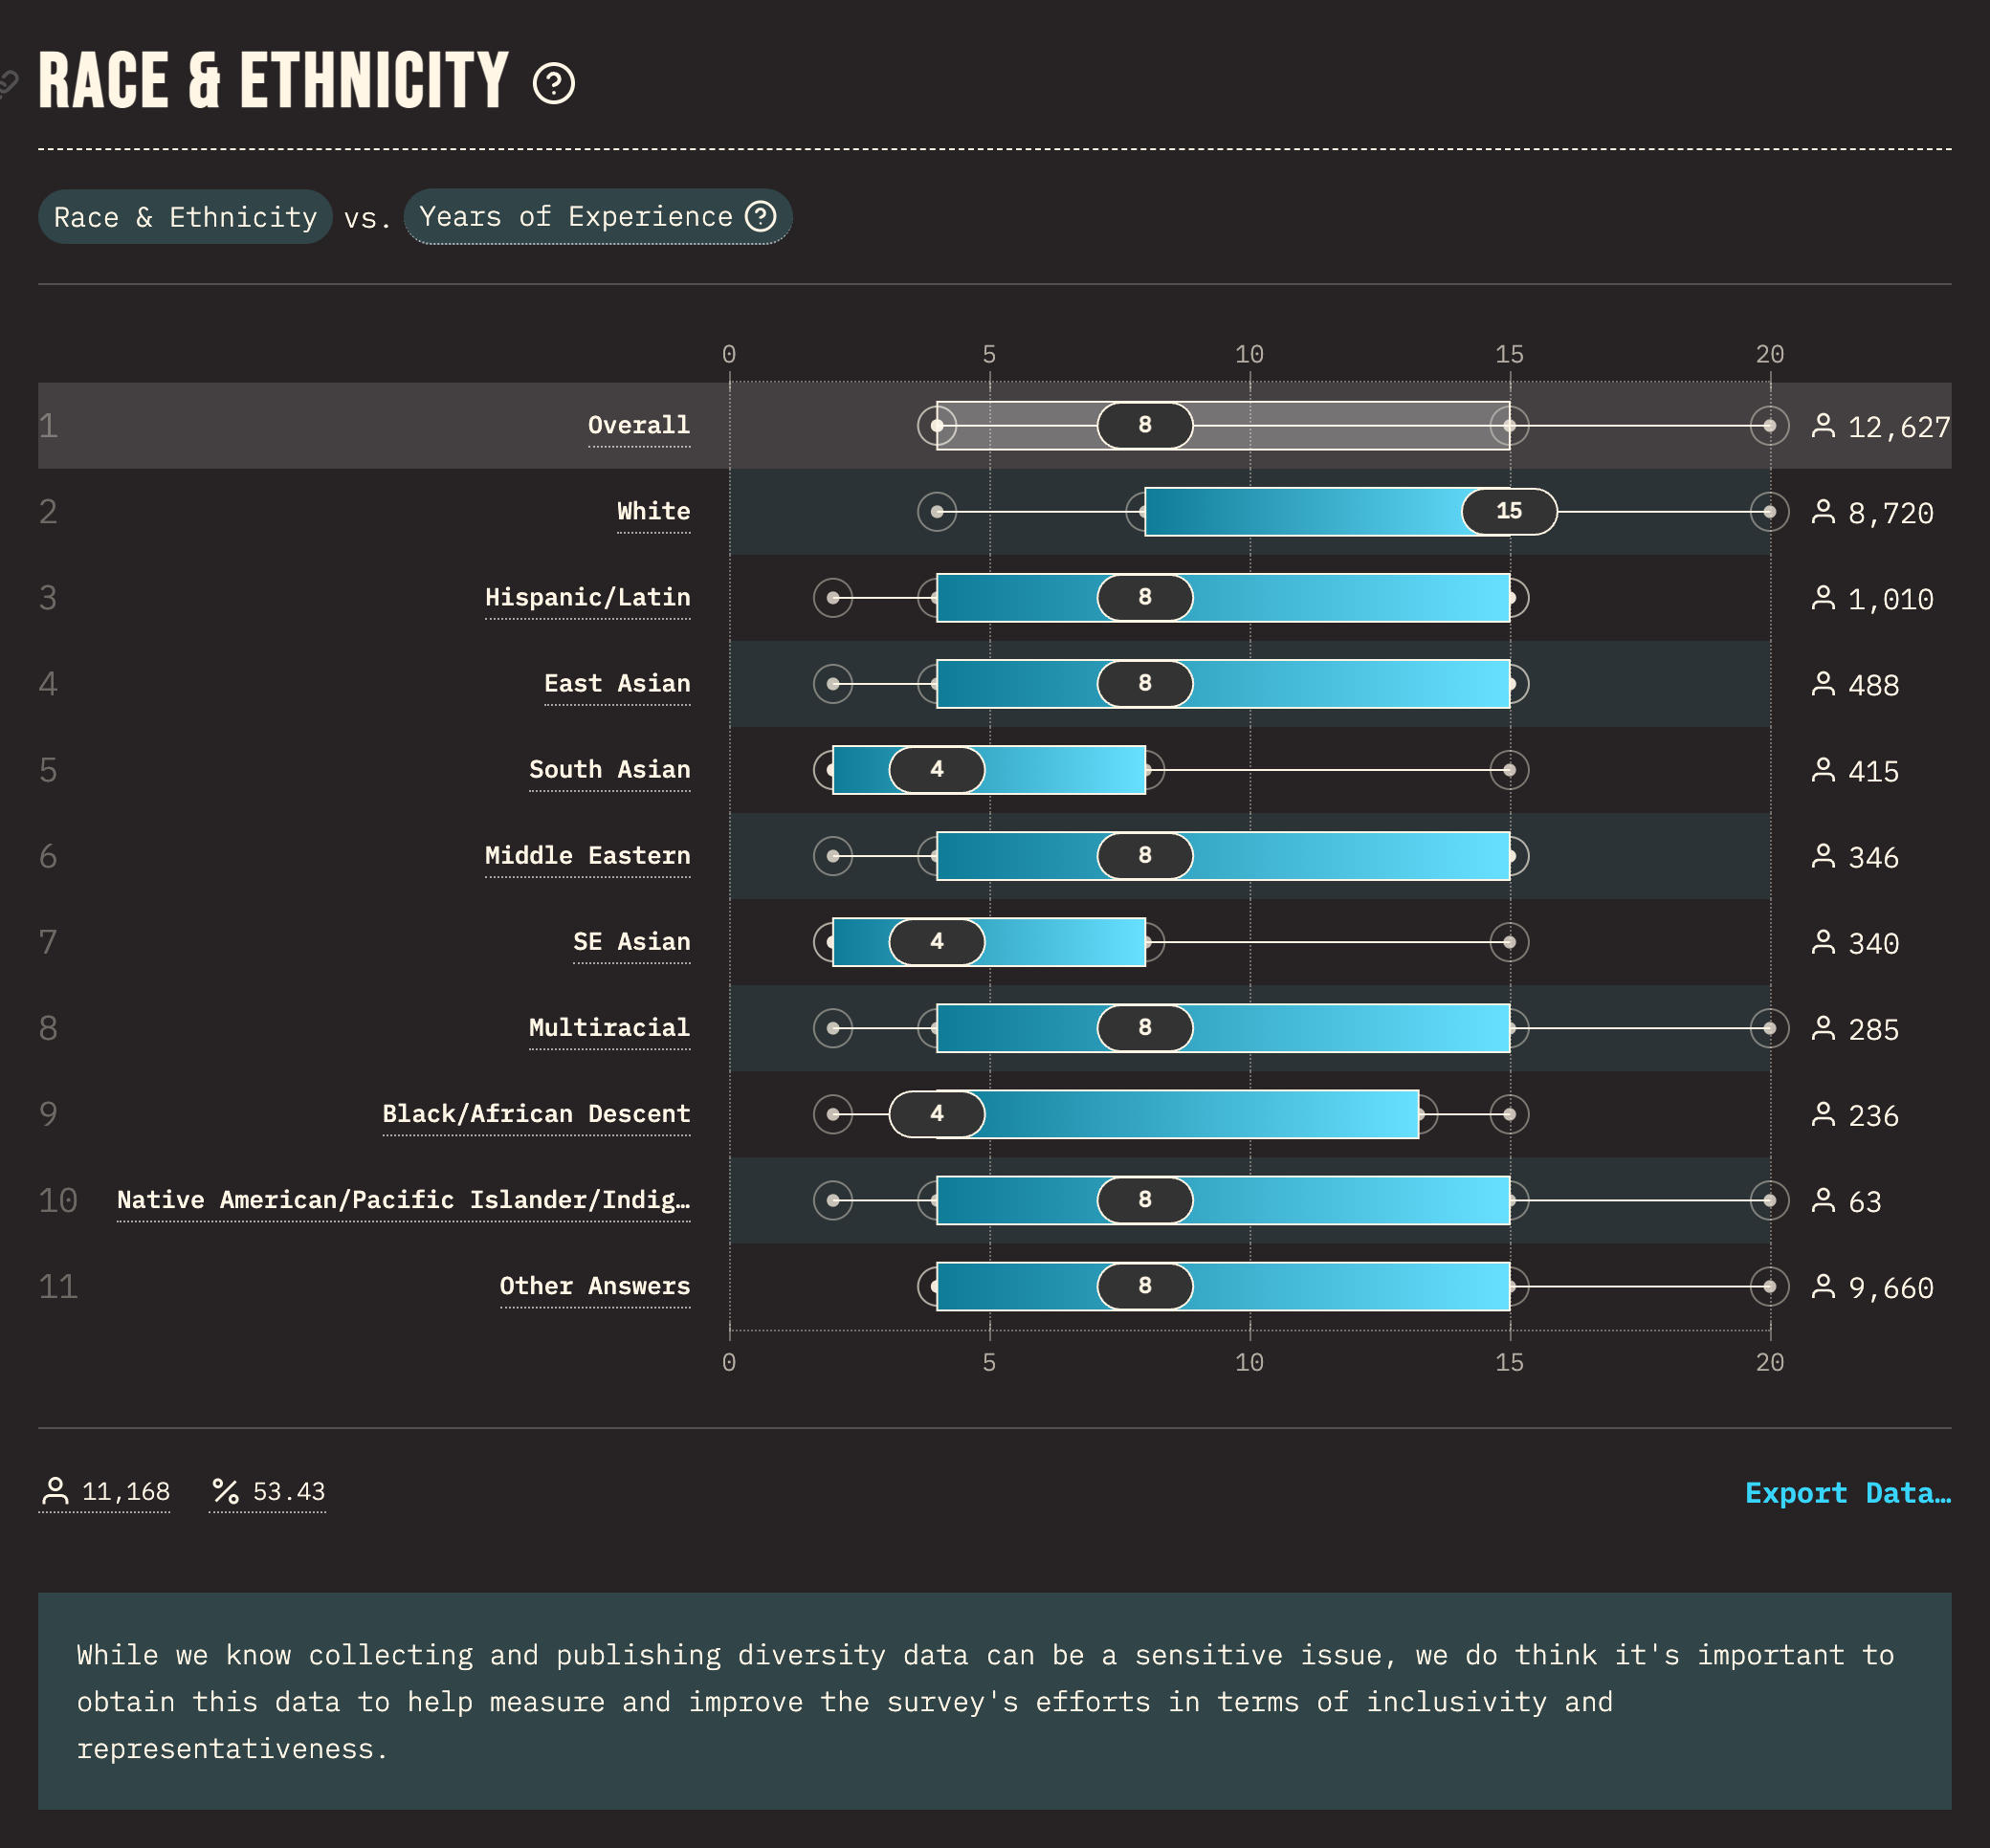 RACE & ETHNICITY ?
Race & Ethnicity vs. Years of Experience ?
0 5 10 15 20
1 Overall 8 12,627
2 White 15 8,720
3 Hispanic/Latin 8 1,010
4 East Asian 8 488
5 South Asian 4 415
6 Middle Eastern 8 346
7 SE Asian 4 340
8 Multiracial 8 285
9 Black/African Descent 4 236
10 Native American/Pacific Islander/Indig… 8 63
11 Other Answers 8 9,660
0 5 10 15 20
11,168 % 53.43 Export Data…
While we know collecting and publishing diversity data can be a sensitive issue, we do think it's important to
obtain this data to help measure and improve the survey's efforts in terms of inclusivity and
representativeness.